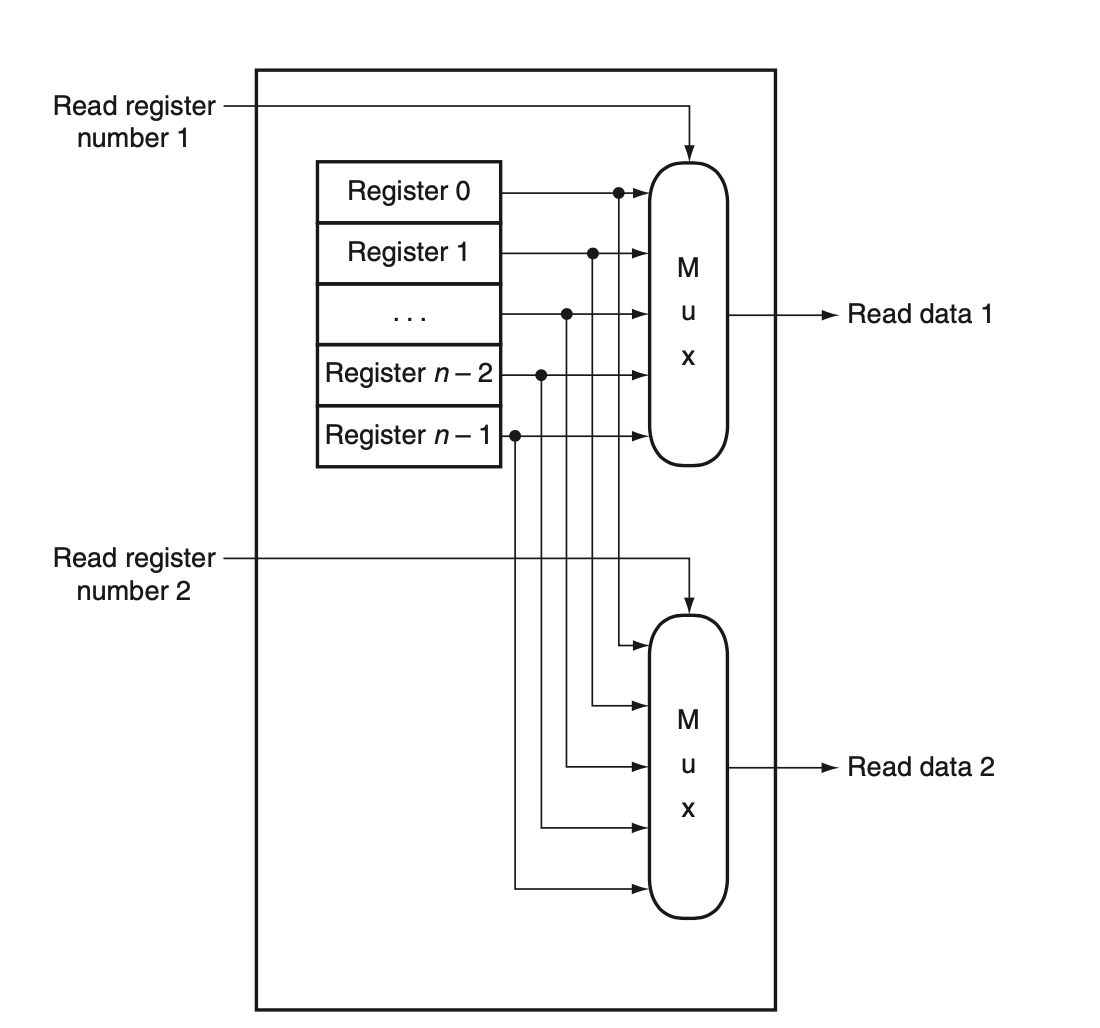 Read register
number 1
Register 0
Register 1
. . .
Register n – 2
Register n – 1
M
u
x
Read data 1
Read register
number 2
M
u
x
Read data 2